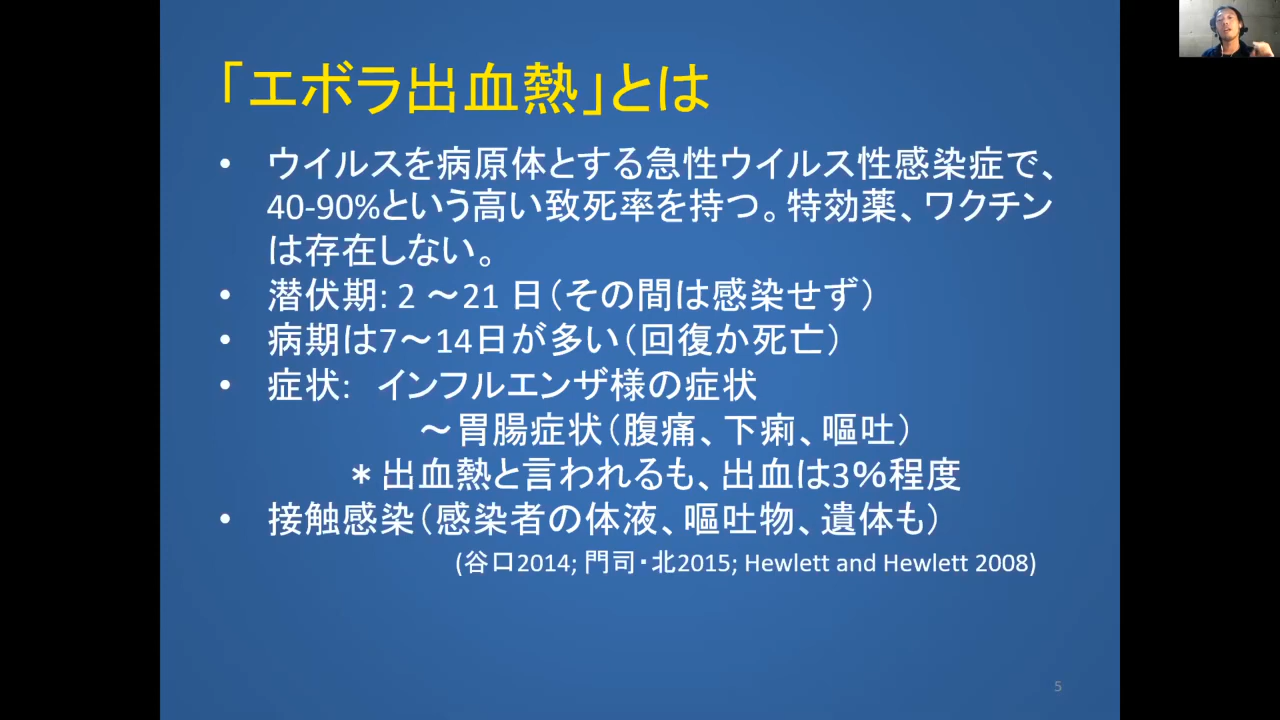 「エボラ出血熱」とは
• ウイルスを病原体とする急性ウイルス性感染症で、
40-90%という高い致死率を持つ。特効薬、ワクチン
は存在しない。
• 潜伏期: 2 ～21 日（その間は感染せず）
• 病期は7～14日が多い（回復か死亡）
• 症状:　インフルエンザ様の症状
～胃腸症状（腹痛、下痢、嘔吐）
＊出血熱と言われるも、出血は3%程度
• 接触感染（感染者の体液、嘔吐物、遺体も）
(谷口2014; 門司・北2015; Hewlett and Hewlett 2008)
5